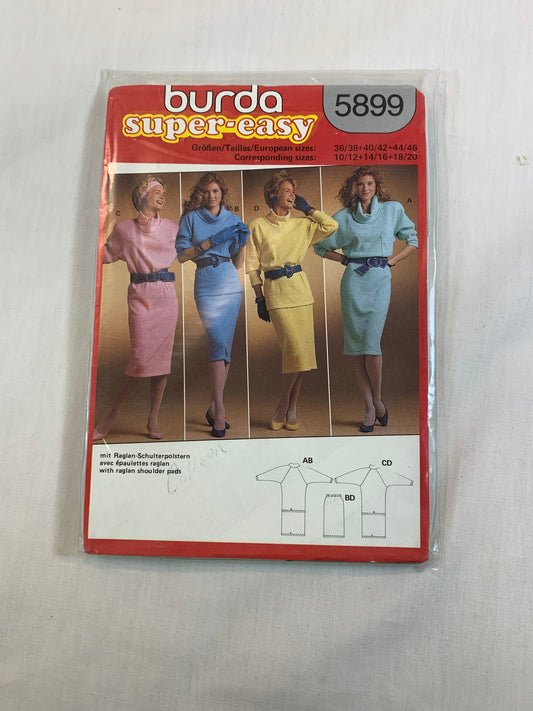 burda
super-easy
5899
Größen/Tailles/European sizes: 36/38+40/42+44/46
Corresponding sizes: 10/12+14/16+18/20
C
B
D
A
mit Raglan-Schulterpolstern
avec épaulettes raglan
with raglan shoulder pads
AB
CD
BD